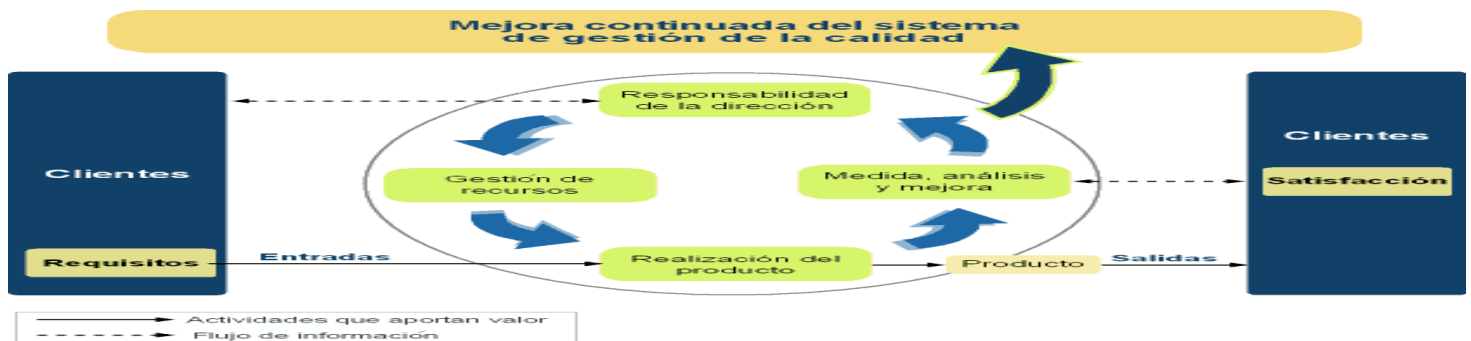 Mejora continuada del sistema
de gestión de la calidad
Responsabilidad
de la dirección
Clientes
Gestión de
recursos
Medida, análisis
y mejora
Clientes
Satisfacción
Requisitos
Entradas
Realización del
producto
Producto
Salidas
Actividades que aportan valor
Flujo de información